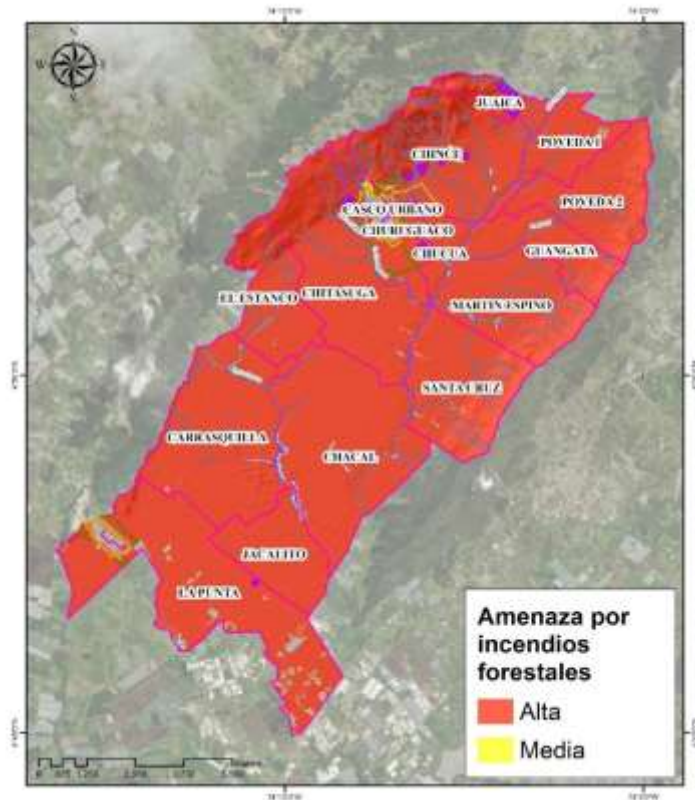 N
W
E
S
JUAICA
POVEDA 1
CHINCE
POVEDA 2
CASCO URBANO
CHURUGUACO
CHUCUA
GUANGATA
EL ESTANCO
CHITASUGA
MARTIN ESPINO
SANTA CRUZ
CARRASQUILLA
CHACAL
JACALITO
LA PUNTA
Amenaza por
incendios
forestales
Alta
Media